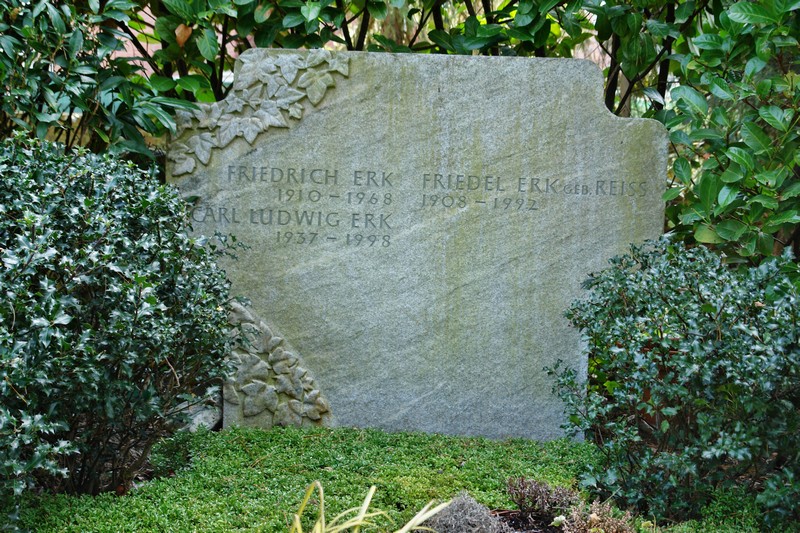 FRIEDRICH ERK
1910 – 1968
CARL LUDWIG ERK
1937 – 1998
FRIEDEL ERK GEB. REISS
1908 – 1992